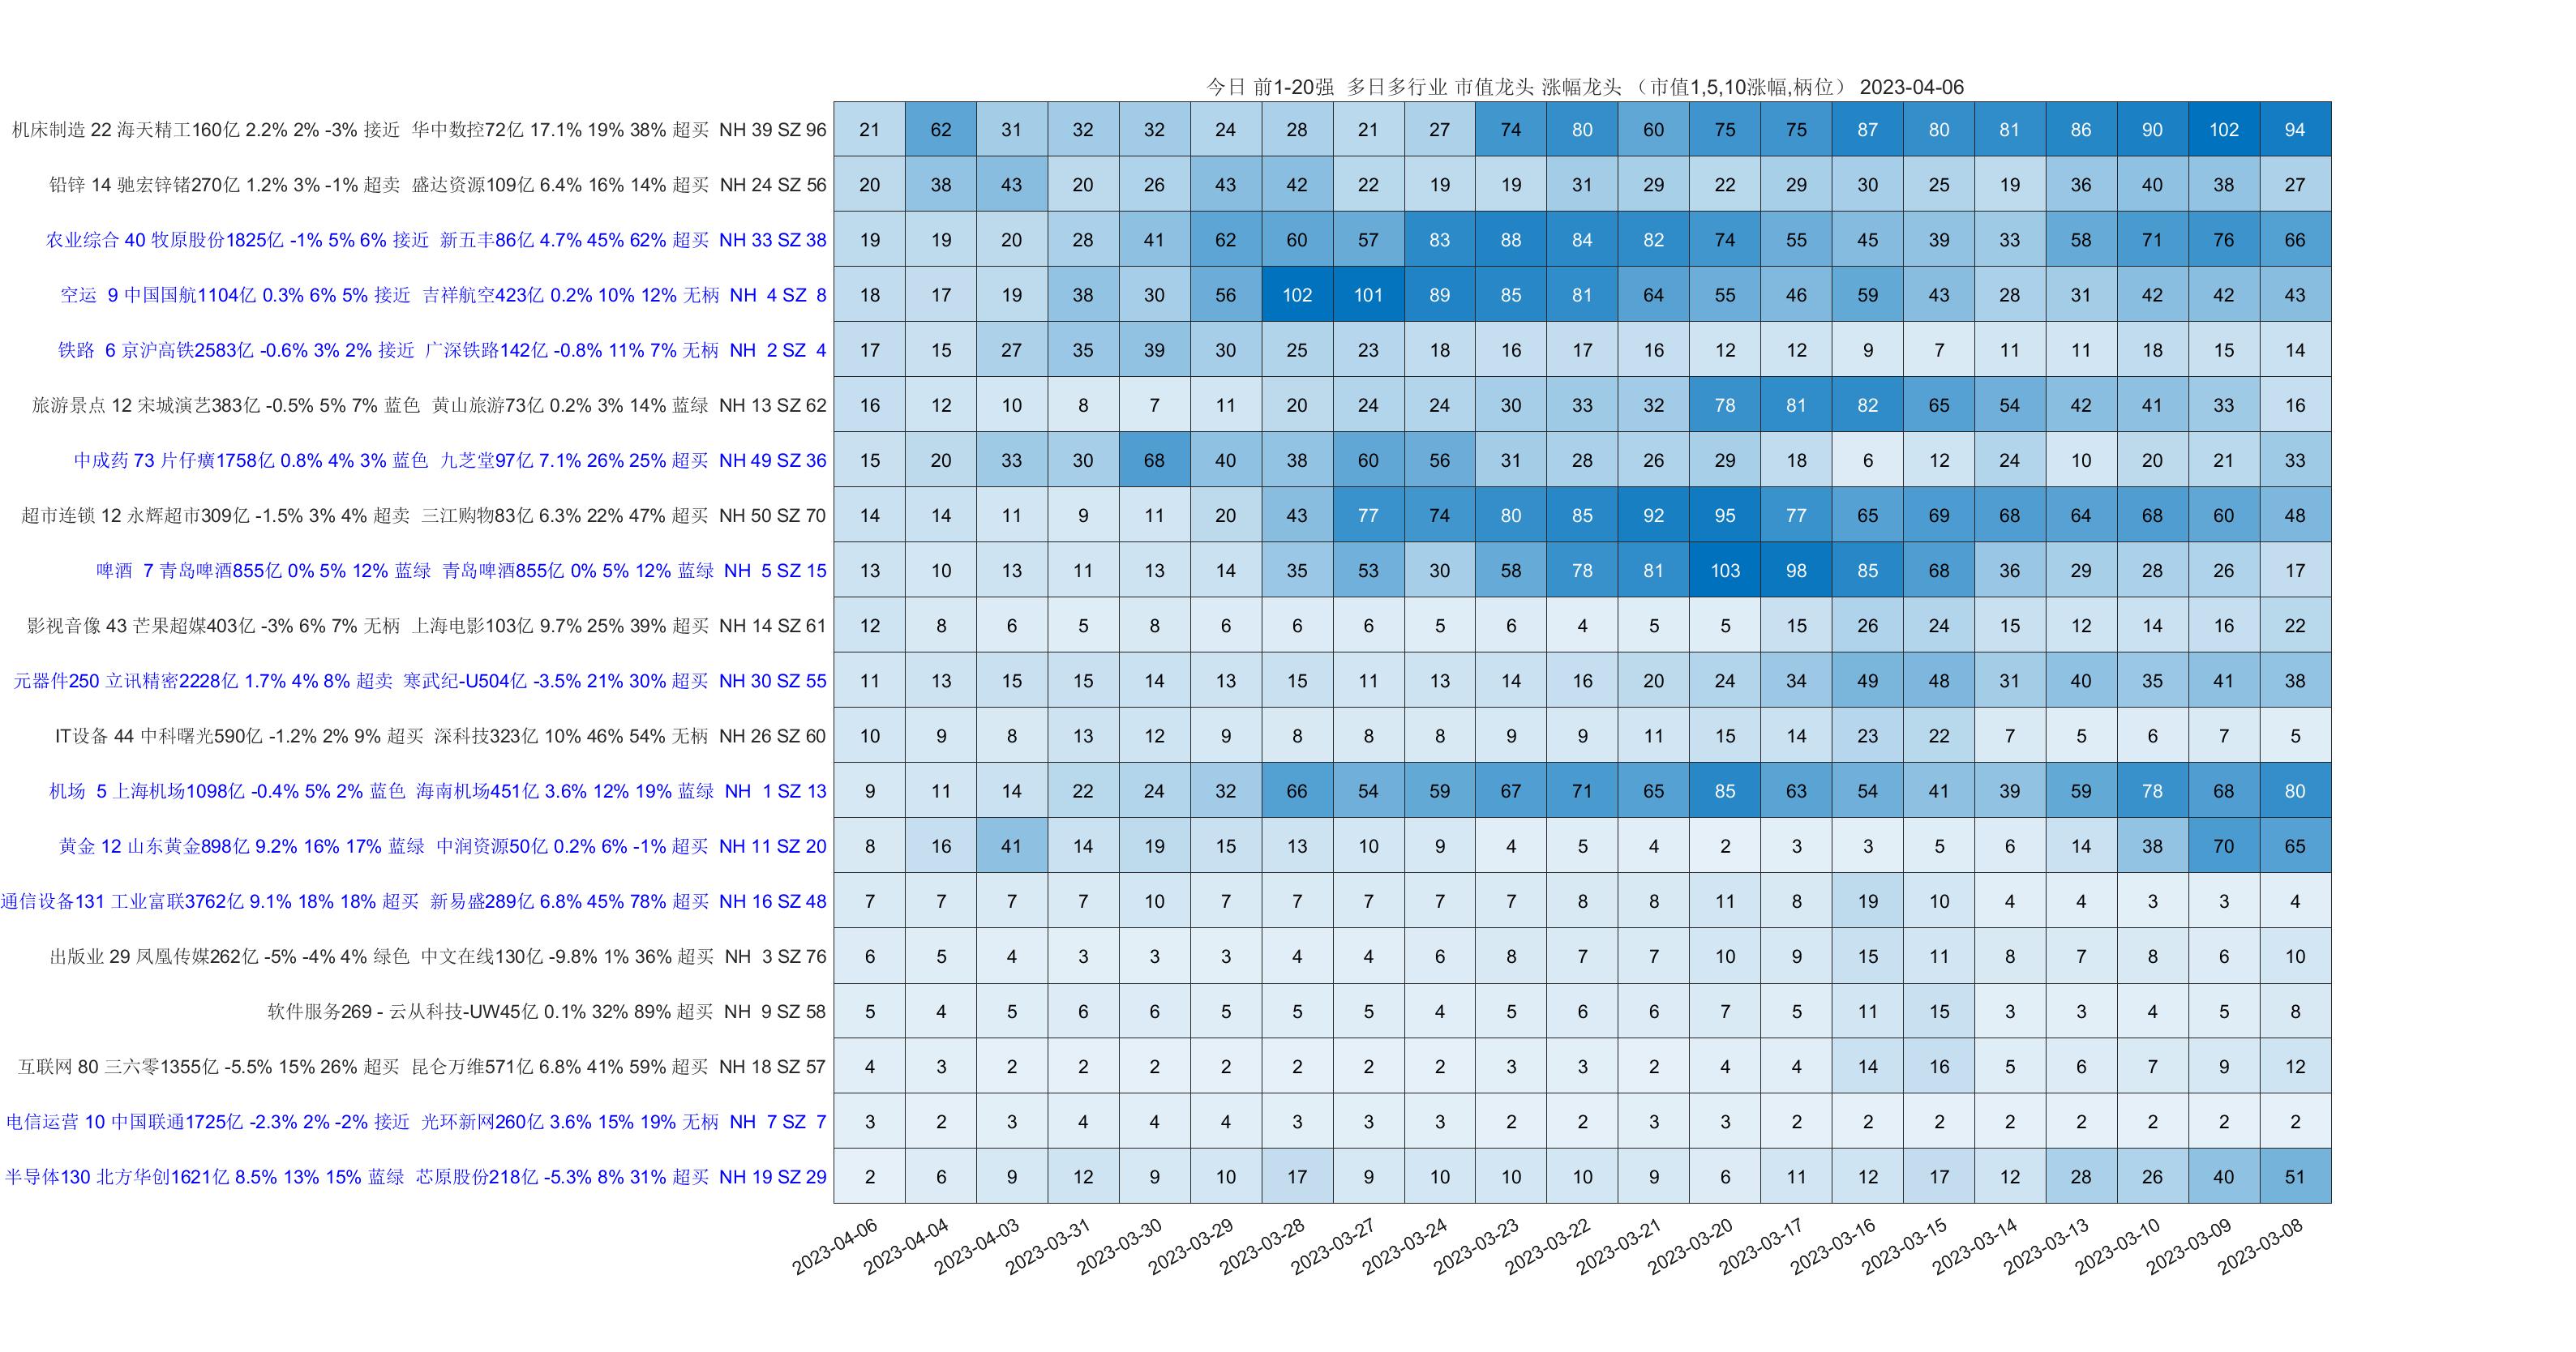 今日 前1-20强  多日多行业 市值龙头 涨幅龙头 （市值1,5,10涨幅,柄位） 2023-04-06
机床制造 22 海天精工160亿 2.2% 2% -3% 接近  华中数控72亿 17.1% 19% 38% 超买  NH 39 SZ 96 21 62 31 32 32 24 28 21 27 74 80 60 75 75 87 80 81 86 90 102 94
铅锌 14 驰宏锌锗270亿 1.2% 3% -1% 超卖  盛达资源109亿 6.4% 16% 14% 超买  NH 24 SZ 56 20 38 43 20 26 43 42 22 19 19 31 29 22 29 30 25 19 36 40 38 27
农业综合 40 牧原股份1825亿 -1% 5% 6% 接近  新五丰86亿 4.7% 45% 62% 超买  NH 33 SZ 38 19 19 20 28 41 62 60 57 83 88 84 82 74 55 45 39 33 58 71 76 66
空运  9 中国国航1104亿 0.3% 6% 5% 接近  吉祥航空423亿 0.2% 10% 12% 无柄  NH  4 SZ  8 18 17 19 38 30 56 102 101 89 85 81 64 55 46 59 43 28 31 42 42 43
铁路  6 京沪高铁2583亿 -0.6% 3% 2% 接近  广深铁路142亿 -0.8% 11% 7% 无柄  NH  2 SZ  4 17 15 27 35 39 30 25 23 18 16 17 16 12 12 9 7 11 11 18 15 14
旅游景点 12 宋城演艺383亿 -0.5% 5% 7% 蓝色  黄山旅游73亿 0.2% 3% 14% 蓝绿  NH 13 SZ 62 16 12 10 8 7 11 20 24 24 30 33 32 78 81 82 65 54 42 41 33 16
中成药 73 片仔癀1758亿 0.8% 4% 3% 蓝色  九芝堂97亿 7.1% 26% 25% 超买  NH 49 SZ 36 15 20 33 30 68 40 38 60 56 31 28 26 29 18 6 12 24 10 20 21 33
超市连锁 12 永辉超市309亿 -1.5% 3% 4% 超卖  三江购物83亿 6.3% 22% 47% 超买  NH 50 SZ 70 14 14 11 9 11 20 43 77 74 80 85 92 95 77 65 69 68 64 68 60 48
啤酒  7 青岛啤酒855亿 0% 5% 12% 蓝绿  青岛啤酒855亿 0% 5% 12% 蓝绿  NH  5 SZ 15 13 10 13 11 13 14 35 53 30 58 78 81 103 98 85 68 36 29 28 26 17
影视音像 43 芒果超媒403亿 -3% 6% 7% 无柄  上海电影103亿 9.7% 25% 39% 超买  NH 14 SZ 61 12 8 6 5 8 6 6 6 5 6 4 5 5 15 26 24 15 12 14 16 22
元器件250 立讯精密2228亿 1.7% 4% 8% 超卖  寒武纪-U504亿 -3.5% 21% 30% 超买  NH 30 SZ 55 11 13 15 15 14 13 15 11 13 14 16 20 24 34 49 48 31 40 35 41 38
IT设备 44 中科曙光590亿 -1.2% 2% 9% 超买  深科技323亿 10% 46% 54% 无柄  NH 26 SZ 60 10 9 8 13 12 9 8 8 8 9 9 11 15 14 23 22 7 5 6 7 5
机场  5 上海机场1098亿 -0.4% 5% 2% 蓝色  海南机场451亿 3.6% 12% 19% 蓝绿  NH  1 SZ 13 9 11 14 22 24 32 66 54 59 67 71 65 85 63 54 41 39 59 78 68 80
黄金 12 山东黄金898亿 9.2% 16% 17% 蓝绿  中润资源50亿 0.2% 6% -1% 超买  NH 11 SZ 20 8 16 41 14 19 15 13 10 9 4 5 4 2 3 3 5 6 14 38 70 65
通信设备131 工业富联3762亿 9.1% 18% 18% 超买  新易盛289亿 6.8% 45% 78% 超买  NH 16 SZ 48 7 7 7 7 10 7 7 7 7 7 8 8 11 8 19 10 4 4 3 3 4
出版业 29 凤凰传媒262亿 -5% -4% 4% 绿色  中文在线130亿 -9.8% 1% 36% 超买  NH  3 SZ 76 6 5 4 3 3 3 4 4 6 8 7 7 10 9 15 11 8 7 8 6 10
软件服务269 - 云从科技-UW45亿 0.1% 32% 89% 超买  NH  9 SZ 58 5 4 5 6 6 5 5 5 4 5 6 6 7 5 11 15 3 3 4 5 8
互联网 80 三六零1355亿 -5.5% 15% 26% 超买  昆仑万维571亿 6.8% 41% 59% 超买  NH 18 SZ 57 4 3 2 2 2 2 2 2 2 3 3 2 4 4 14 16 5 6 7 9 12
电信运营 10 中国联通1725亿 -2.3% 2% -2% 接近  光环新网260亿 3.6% 15% 19% 无柄  NH  7 SZ  7 3 2 3 4 4 4 3 3 3 2 2 3 3 2 2 2 2 2 2 2 2
半导体130 北方华创1621亿 8.5% 13% 15% 蓝绿  芯原股份218亿 -5.3% 8% 31% 超买  NH 19 SZ 29 2 6 9 12 9 10 17 9 10 10 10 9 6 11 12 17 12 28 26 40 51
2023-04-06 2023-04-04 2023-04-03 2023-03-31 2023-03-30 2023-03-29 2023-03-28 2023-03-27 2023-03-24 2023-03-23 2023-03-22 2023-03-21 2023-03-20 2023-03-17 2023-03-16 2023-03-15 2023-03-14 2023-03-13 2023-03-10 2023-03-09 2023-03-08